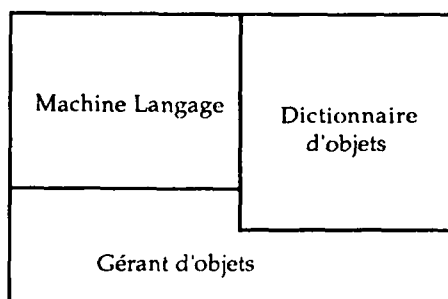 Machine Langage
Dictionnaire
d'objets
Gérant d'objets